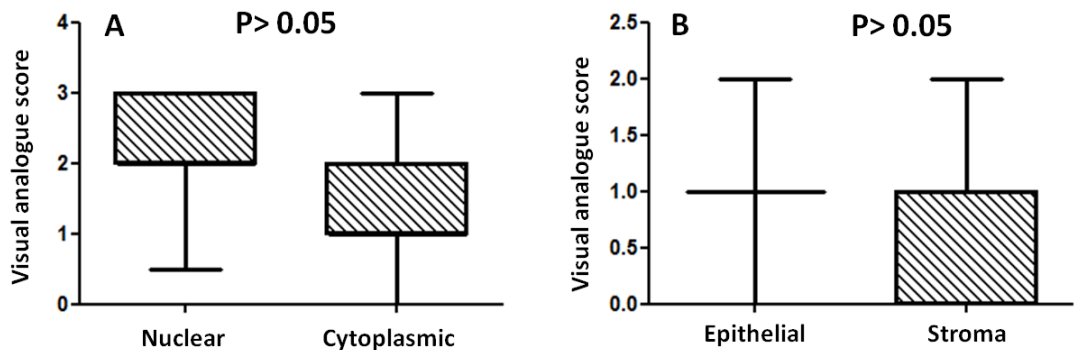 A
P> 0.05
Visual analogue score
4
3
2
1
0
Nuclear
Cytoplasmic
B
P> 0.05
Visual analogue score
2.5
2.0
1.5
1.0
0.5
0.0
Epithelial
Stroma